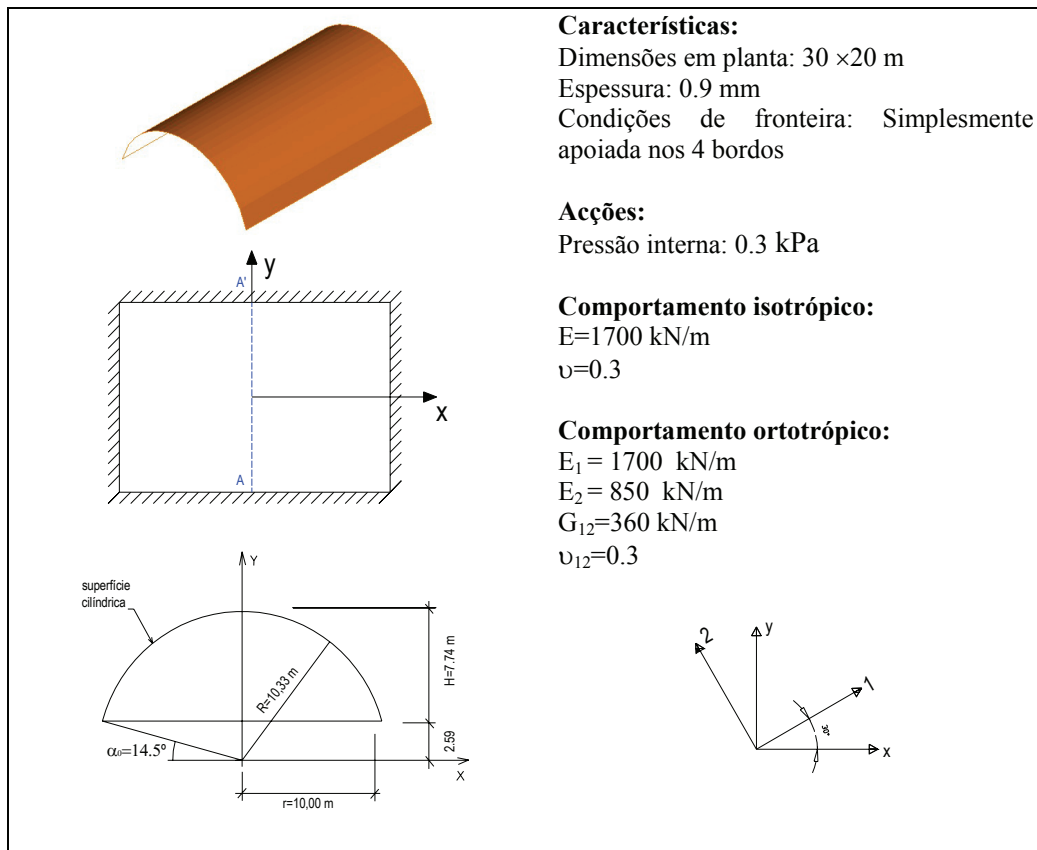 Características:
Dimensões em planta: 30 ×20 m
Espessura: 0.9 mm
Condições de fronteira: Simplesmente
apoiada nos 4 bordos
Acções:
Pressão interna: 0.3 kPa
Comportamento isotrópico:
E=1700 kN/m
υ=0.3
Comportamento ortotrópico:
E₁ = 1700 kN/m
E₂ = 850 kN/m
G₁₂=360 kN/m
υ₁₂=0.3
y
A'
x
A
Y
superfície
cilíndrica
R=10,33 m
H=7.74 m
2.59
α₀=14.5º
X
r=10,00 m
2
y
1
30°
x